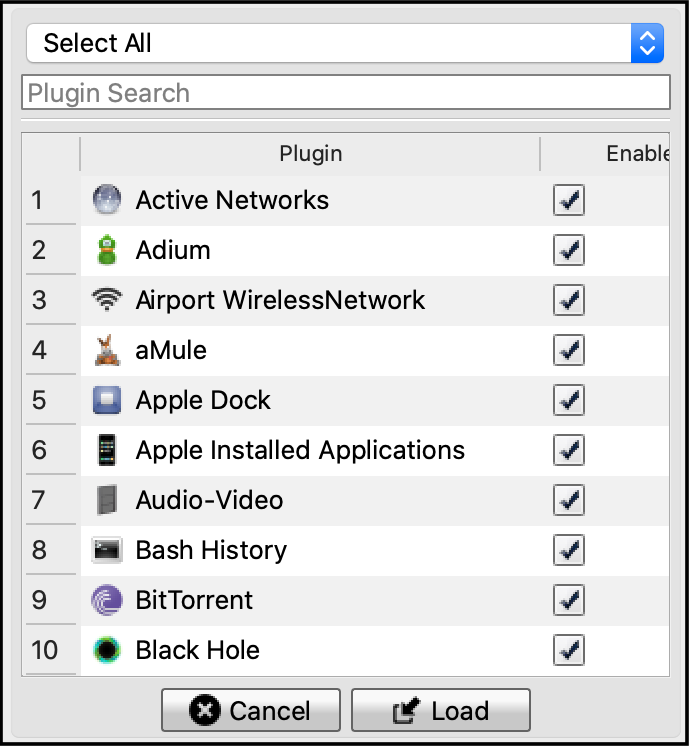 Select All
Plugin Search
Plugin Enable
1 Active Networks
2 Adium
3 Airport WirelessNetwork
4 aMule
5 Apple Dock
6 Apple Installed Applications
7 Audio-Video
8 Bash History
9 BitTorrent
10 Black Hole
Cancel Load